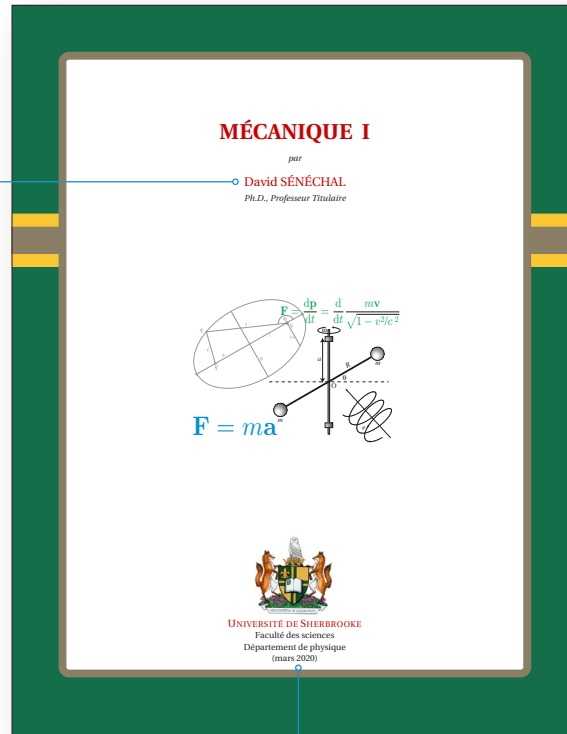 MÉCANIQUE I
par
David SÉNÉCHAL
Ph.D., Professeur Titulaire
F = dp/dt = d/dt mv/√(1 − v²/c²)
a
R
θ
m
O
m
F = ma
UNIVERSITÉ DE SHERBROOKE
Faculté des sciences
Département de physique
(mars 2020)